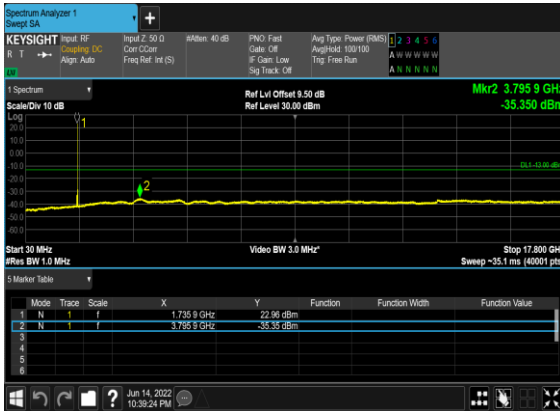 Spectrum Analyzer 1
Swept SA
+
KEYSIGHT Input: RF Input Z: 50 Ω #Atten: 40 dB PNO: Fast Avg Type: Power (RMS) 1 2 3 4 5 6
R T Coupling: DC Corr CCorr Gate: Off Avg|Hold: 100/100 A W W W W W
Align: Auto Freq Ref: Int (S) IF Gain: Low Trig: Free Run
LXI Sig Track: Off A N N N N N
1 Spectrum Ref Lvl Offset 9.50 dB Mkr2 3.795 9 GHz
Scale/Div 10 dB Ref Level 30.00 dBm -35.350 dBm
Log
1
20.0
10.0
0.00
-10.0
DL1 -13.00 dBm
-20.0
2
-30.0
-40.0
-50.0
-60.0
Start 30 MHz Video BW 3.0 MHz* Stop 17.800 GHz
#Res BW 1.0 MHz Sweep ~35.1 ms (40001 pts)
5 Marker Table
Mode Trace Scale X Y Function Function Width Function Value
1 N 1 f 1.735 9 GHz 22.96 dBm
2 N 1 f 3.795 9 GHz -35.35 dBm
3
4
5
6
? Jun 14, 2022
10:39:24 PM